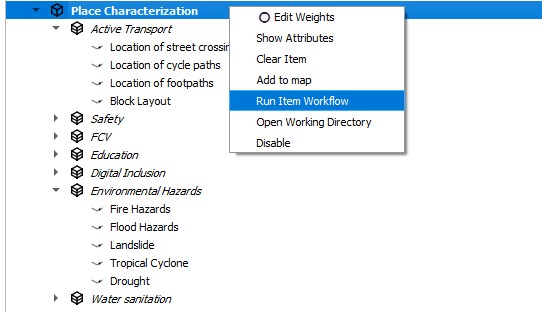 Place Characterization
Edit Weights
Active Transport
Show Attributes
Location of street crossin
Clear Item
Location of cycle paths
Add to map
Location of footpaths
Run Item Workflow
Block Layout
Open Working Directory
Safety
Disable
FCV
Education
Digital Inclusion
Environmental Hazards
Fire Hazards
Flood Hazards
Landslide
Tropical Cyclone
Drought
Water sanitation